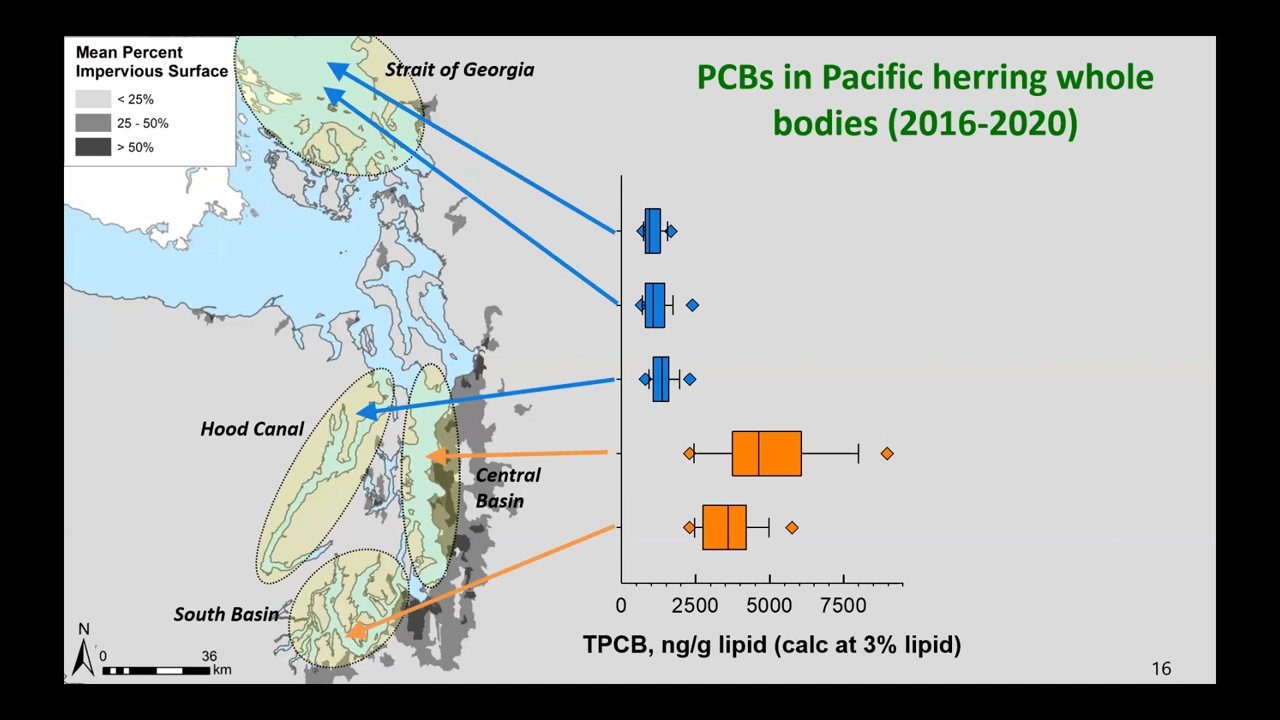 Mean Percent
Impervious Surface
< 25%
25 - 50%
> 50%
Strait of Georgia
PCBs in Pacific herring whole
bodies (2016-2020)
Hood Canal
Central
Basin
South Basin
N
0 36
km
0 2500 5000 7500
TPCB, ng/g lipid (calc at 3% lipid)
16